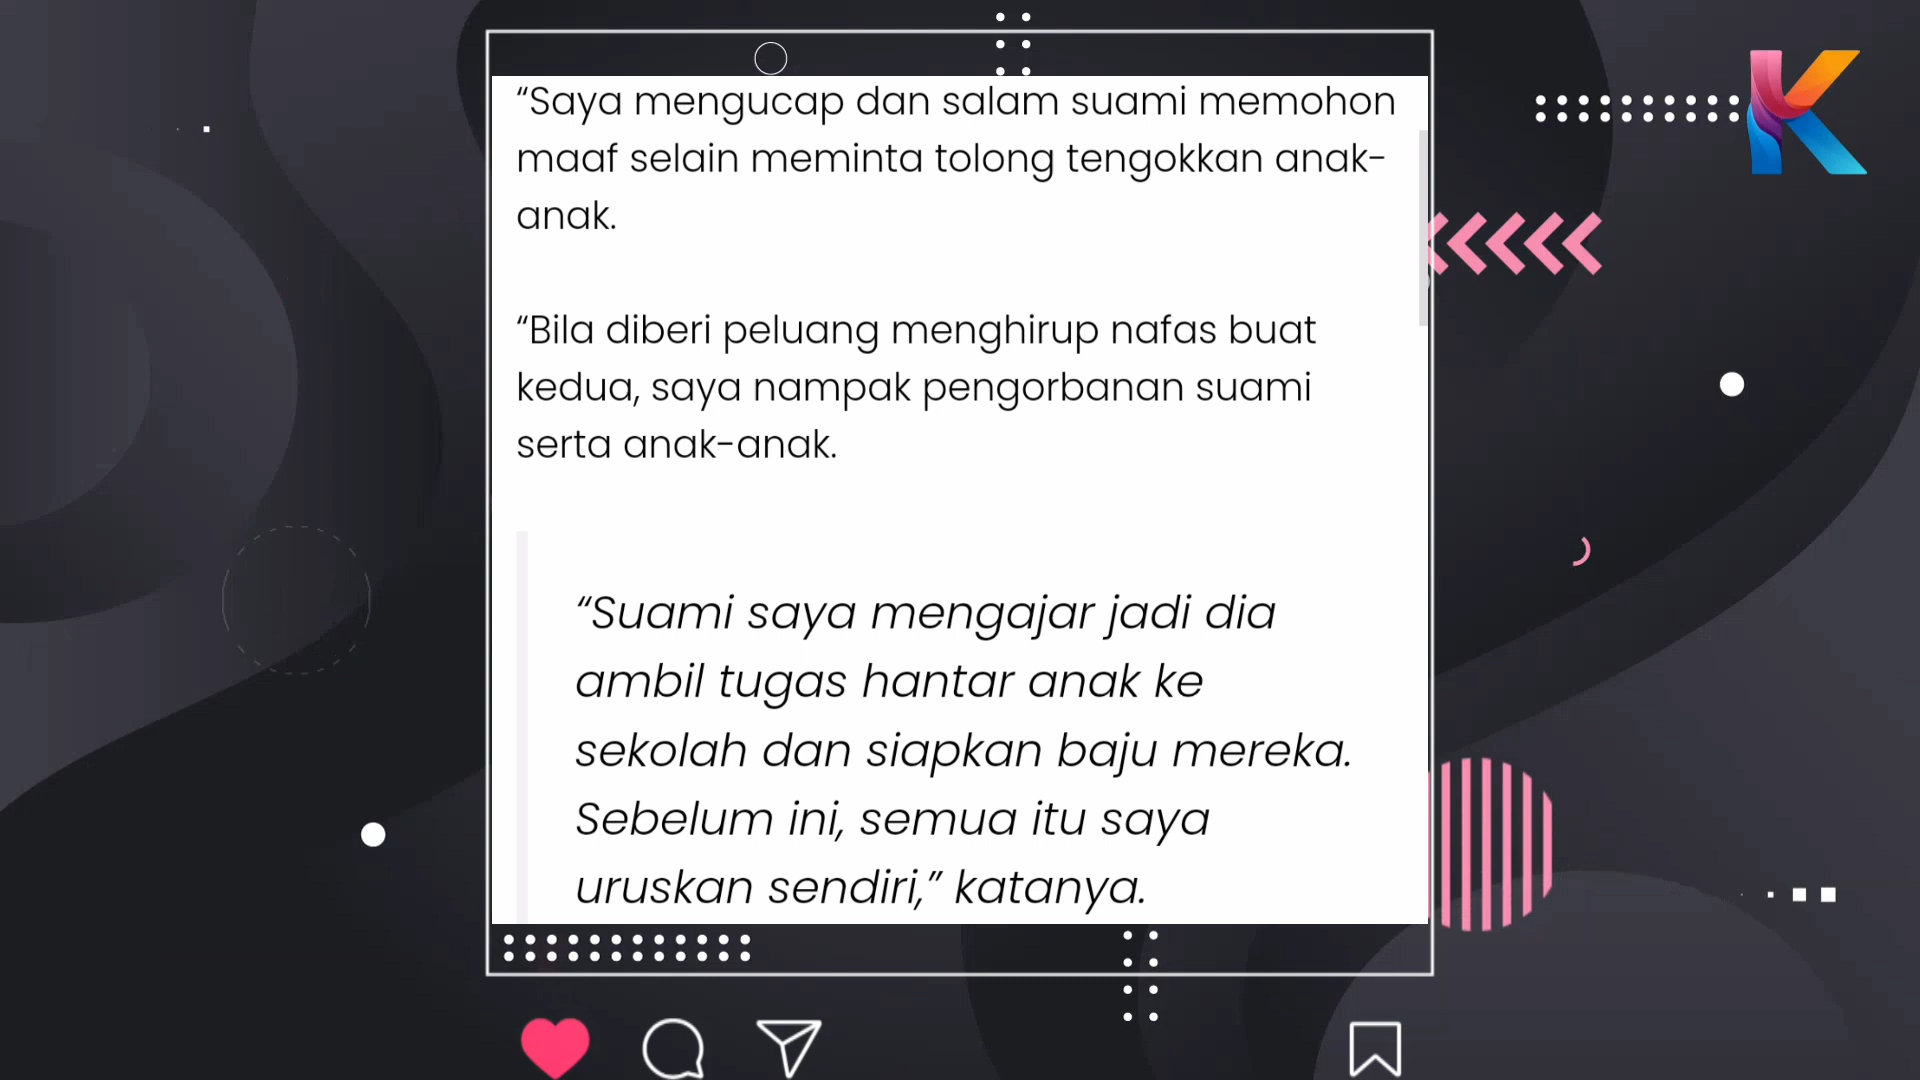 “Saya mengucap dan salam suami memohon
maaf selain meminta tolong tengokkan anak-
anak.
“Bila diberi peluang menghirup nafas buat
kedua, saya nampak pengorbanan suami
serta anak-anak.
“Suami saya mengajar jadi dia
ambil tugas hantar anak ke
sekolah dan siapkan baju mereka.
Sebelum ini, semua itu saya
uruskan sendiri,” katanya.
K